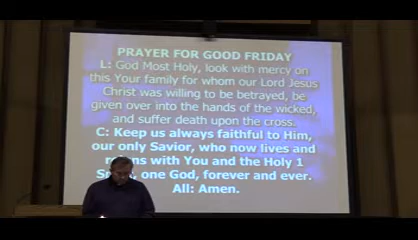 PRAYER FOR GOOD FRIDAY
L: God Most Holy, look with mercy on
this Your family for whom our Lord Jesus
Christ was willing to be betrayed, be
given over into the hands of the wicked,
and suffer death upon the cross.
C: Keep us always faithful to Him,
our only Savior, who now lives and
with You and the Holy 1
one God, forever and ever.
All: Amen.